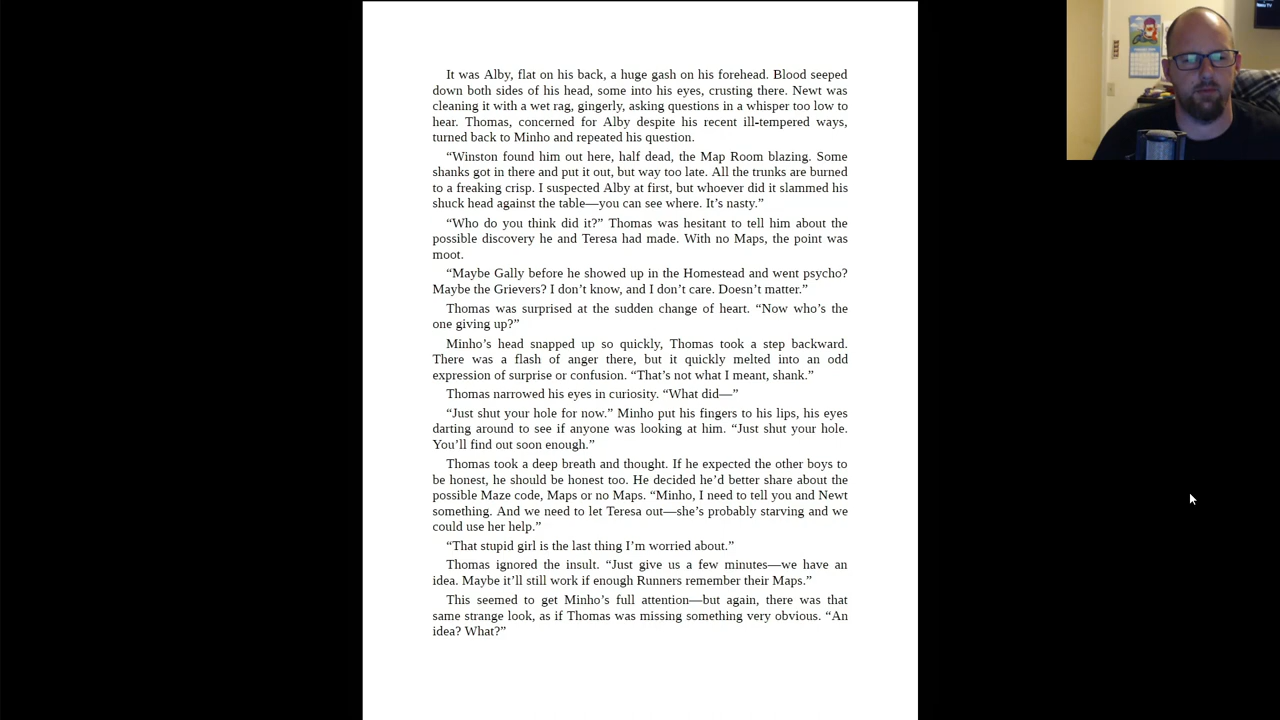 It was Alby, flat on his back, a huge gash on his forehead. Blood seeped
down both sides of his head, some into his eyes, crusting there. Newt was
cleaning it with a wet rag, gingerly, asking questions in a whisper too low to
hear. Thomas, concerned for Alby despite his recent ill-tempered ways,
turned back to Minho and repeated his question.
“Winston found him out here, half dead, the Map Room blazing. Some
shanks got in there and put it out, but way too late. All the trunks are burned
to a freaking crisp. I suspected Alby at first, but whoever did it slammed his
shuck head against the table—you can see where. It’s nasty.”
“Who do you think did it?” Thomas was hesitant to tell him about the
possible discovery he and Teresa had made. With no Maps, the point was
moot.
“Maybe Gally before he showed up in the Homestead and went psycho?
Maybe the Grievers? I don’t know, and I don’t care. Doesn’t matter.”
Thomas was surprised at the sudden change of heart. “Now who’s the
one giving up?”
Minho’s head snapped up so quickly, Thomas took a step backward.
There was a flash of anger there, but it quickly melted into an odd
expression of surprise or confusion. “That’s not what I meant, shank.”
Thomas narrowed his eyes in curiosity. “What did—”
“Just shut your hole for now.” Minho put his fingers to his lips, his eyes
darting around to see if anyone was looking at him. “Just shut your hole.
You’ll find out soon enough.”
Thomas took a deep breath and thought. If he expected the other boys to
be honest, he should be honest too. He decided he’d better share about the
possible Maze code, Maps or no Maps. “Minho, I need to tell you and Newt
something. And we need to let Teresa out—she’s probably starving and we
could use her help.”
“That stupid girl is the last thing I’m worried about.”
Thomas ignored the insult. “Just give us a few minutes—we have an
idea. Maybe it’ll still work if enough Runners remember their Maps.”
This seemed to get Minho’s full attention—but again, there was that
same strange look, as if Thomas was missing something very obvious. “An
idea? What?”